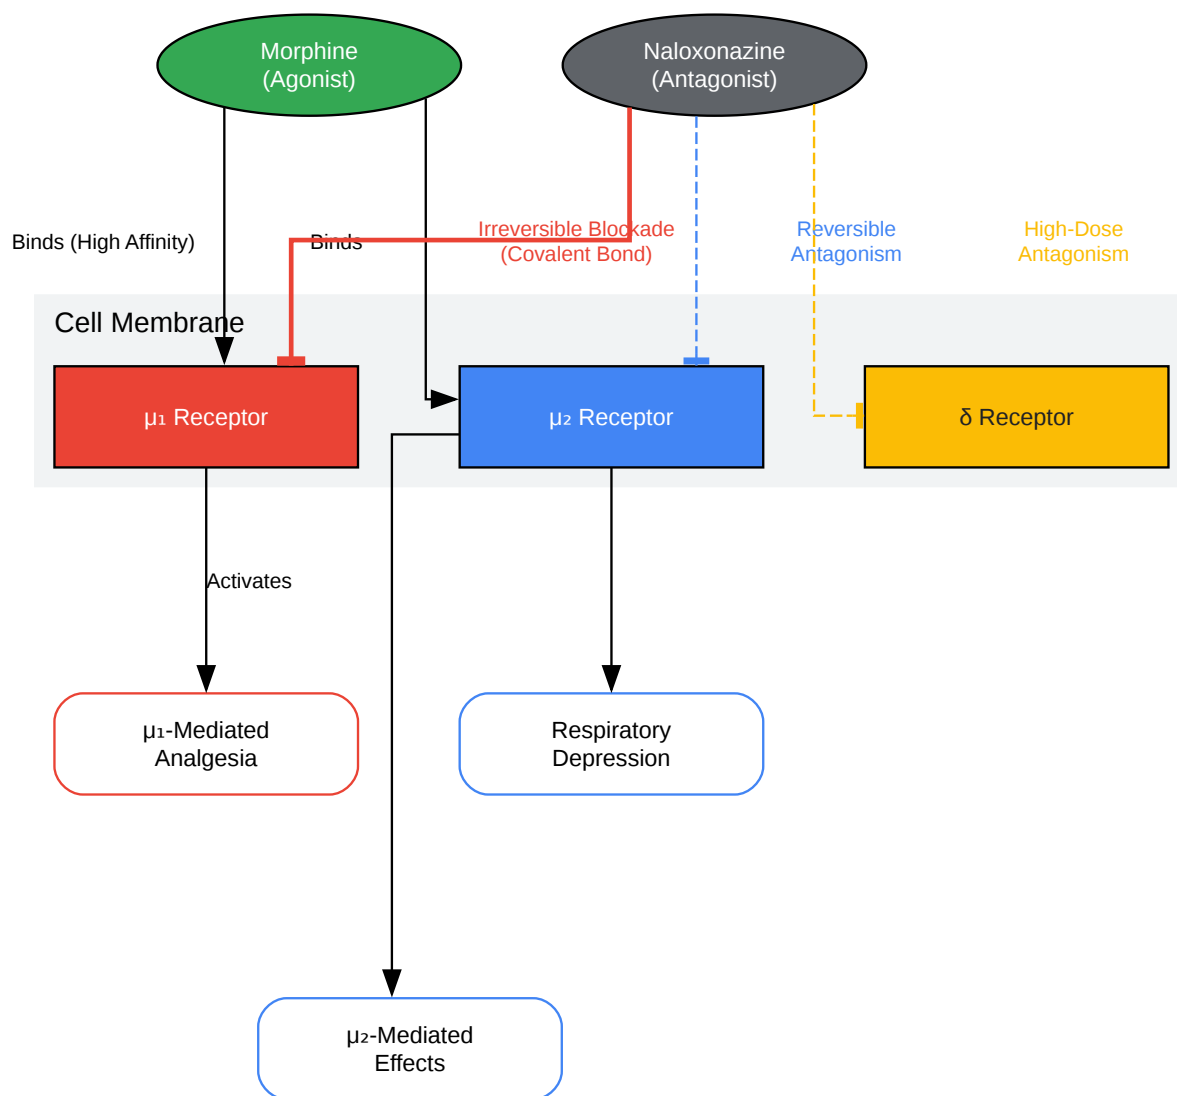 Morphine
(Agonist)
Naloxonazine
(Antagonist)
Binds (High Affinity)
Binds
Irreversible Blockade
(Covalent Bond)
Reversible
Antagonism
High-Dose
Antagonism
Cell Membrane
μ₁ Receptor
μ₂ Receptor
δ Receptor
Activates
μ₁-Mediated
Analgesia
Respiratory
Depression
μ₂-Mediated
Effects